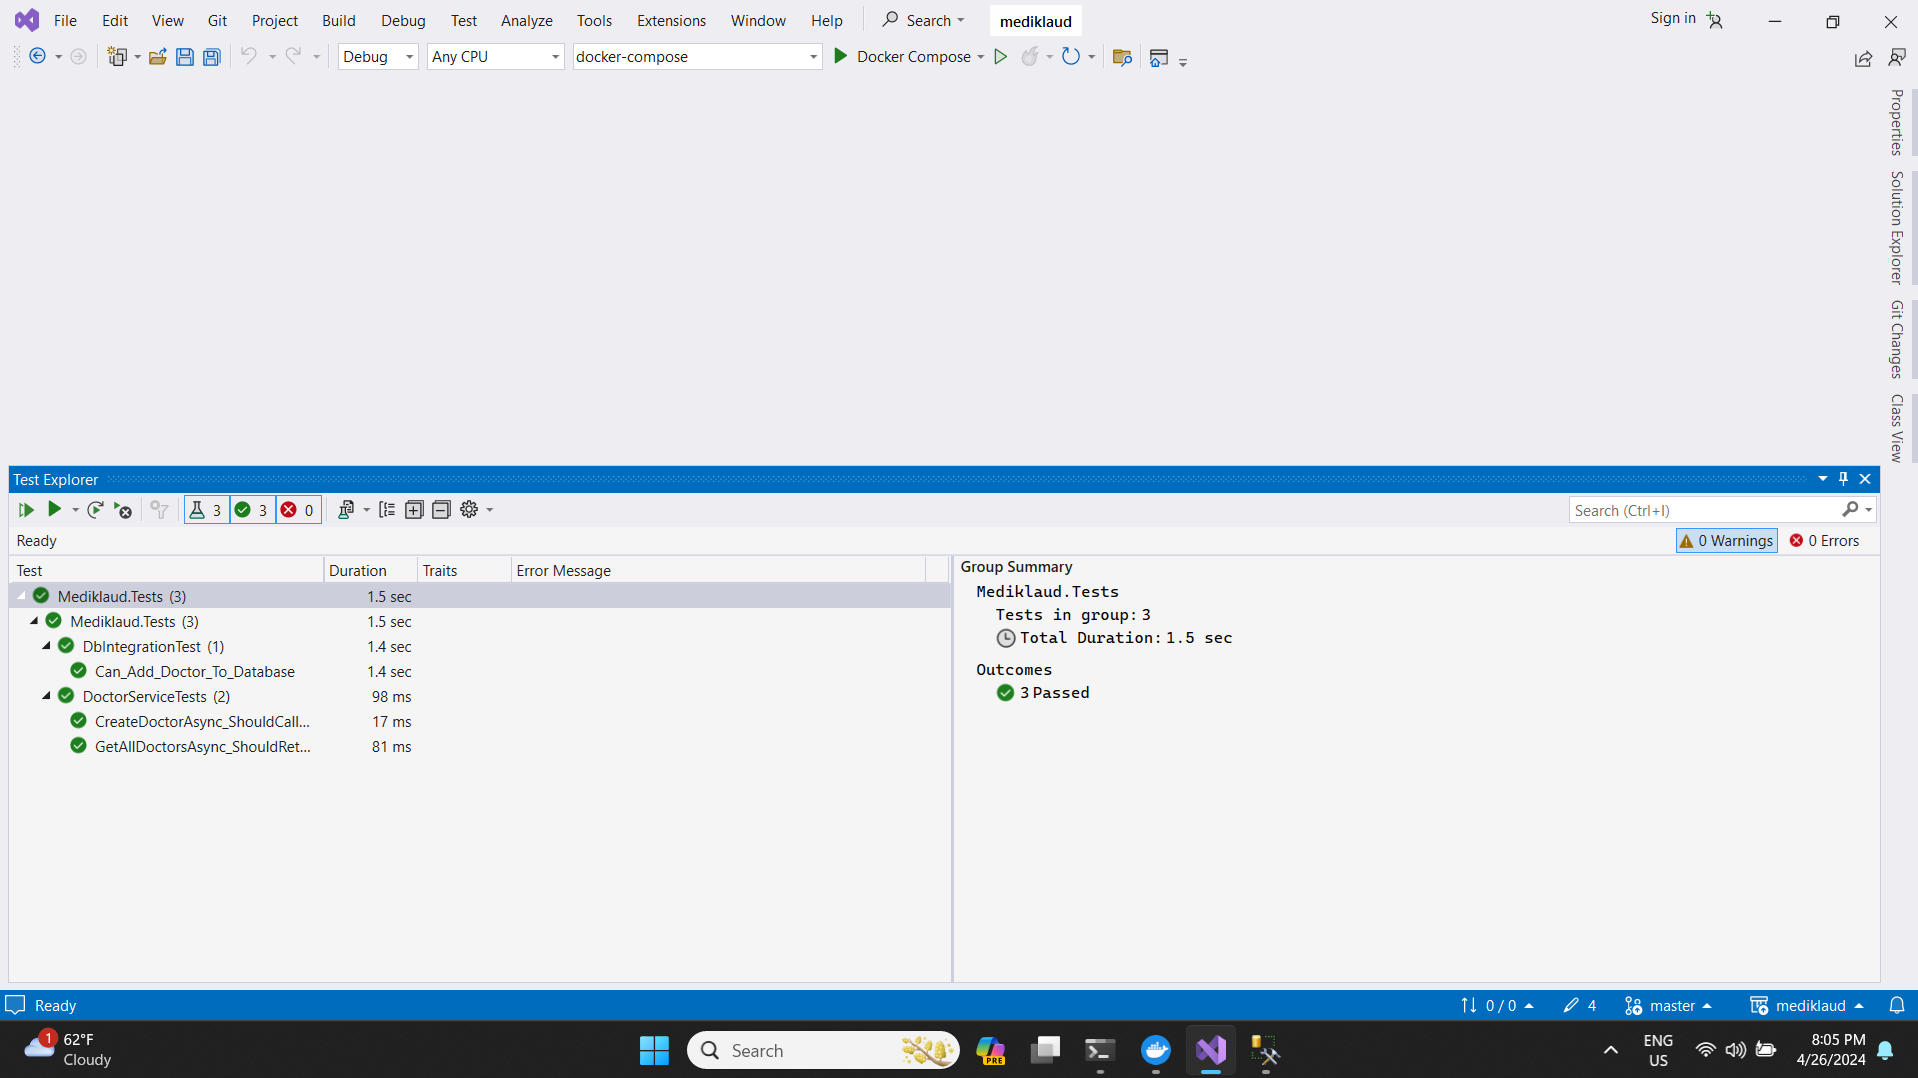 File Edit View Git Project Build Debug Test Analyze Tools Extensions Window Help Search mediklaud Sign in
Debug Any CPU docker-compose Docker Compose
Properties
Solution Explorer
Git Changes
Class View
Test Explorer
3 3 0 Search (Ctrl+I)
Ready 0 Warnings 0 Errors
Test Duration Traits Error Message
Mediklaud.Tests (3) 1.5 sec
Mediklaud.Tests (3) 1.5 sec
DbIntegrationTest (1) 1.4 sec
Can_Add_Doctor_To_Database 1.4 sec
DoctorServiceTests (2) 98 ms
CreateDoctorAsync_ShouldCall... 17 ms
GetAllDoctorsAsync_ShouldRet... 81 ms
Group Summary
Mediklaud.Tests
Tests in group: 3
Total Duration: 1.5 sec
Outcomes
3 Passed
Ready 0 / 0 4 master mediklaud
1 62°F
Cloudy
Search
PRE
ENG
US
8:05 PM
4/26/2024